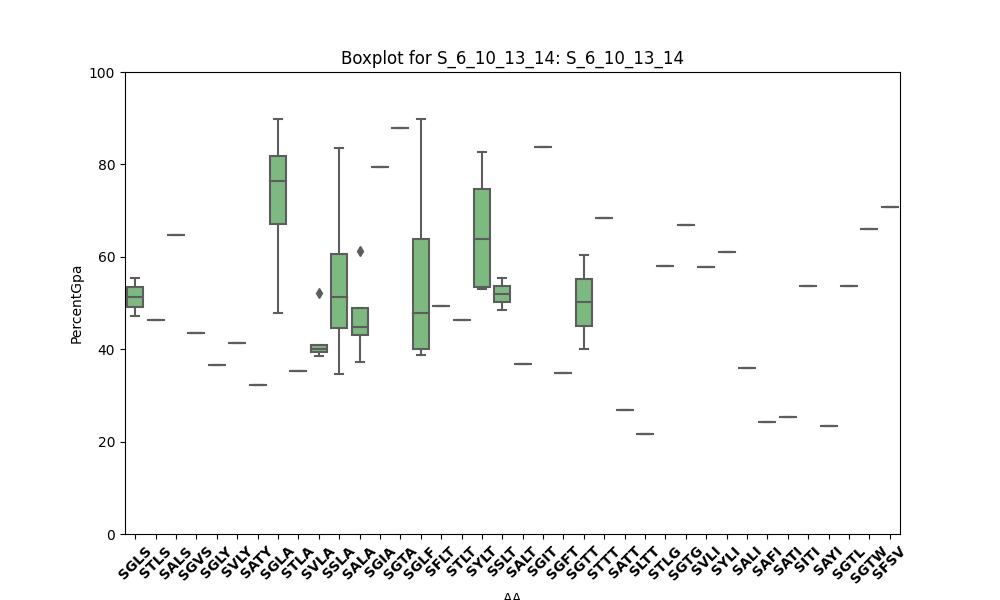 Boxplot for S_6_10_13_14: S_6_10_13_14
100
80
60
40
20
0
PercentGpa
SGLS STLS SALS SGVS SGLY SVLY SATY SGLA STLA SVLA SSLA SALA SGIA SGTA SGLF SFLT STLT SYLT SSLT SALT SGIT SGFT SGTT STTT SATT SLTT STLG SGTG SVLI SYLI SALI SAFI SATI SITI SAYI SGTL SGTW SFSV
AA